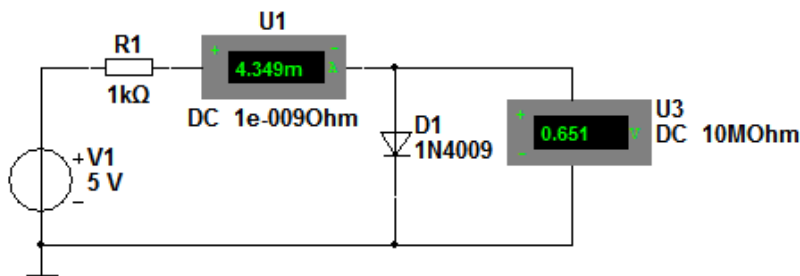 U1
R1
+ -
4.349m A
1kΩ
DC 1e-009Ohm
U3
+
D1
DC 10MOhm
0.651 V
1N4009
-
+
V1
5 V
-